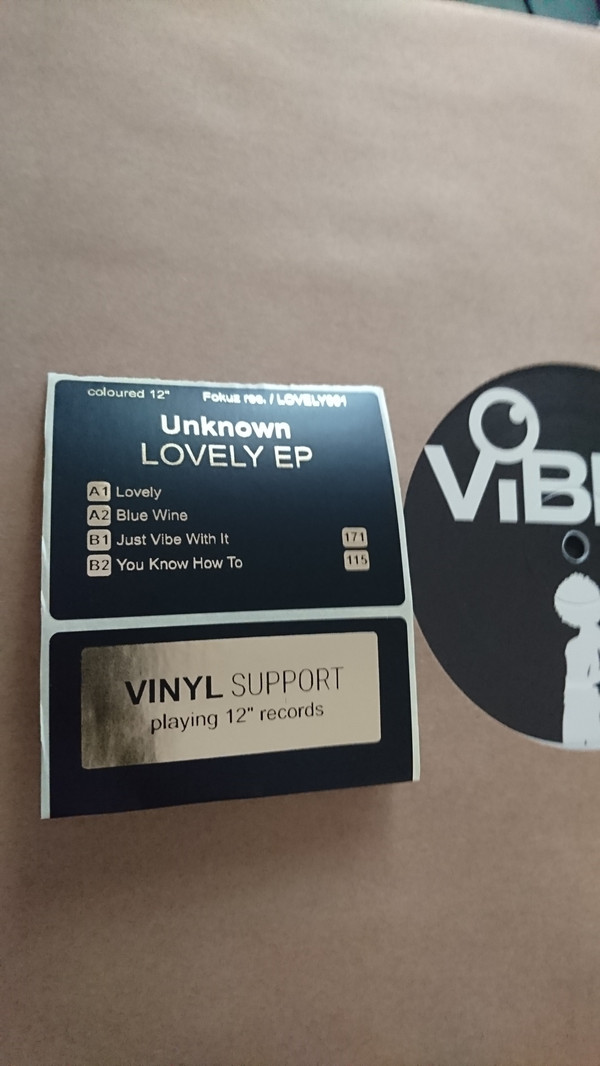 coloured 12" Fokuz rec. / LOVELY001
Unknown
LOVELY EP
A1 Lovely
A2 Blue Wine
B1 Just Vibe With It 171
B2 You Know How To 115
VINYL SUPPORT
playing 12" records